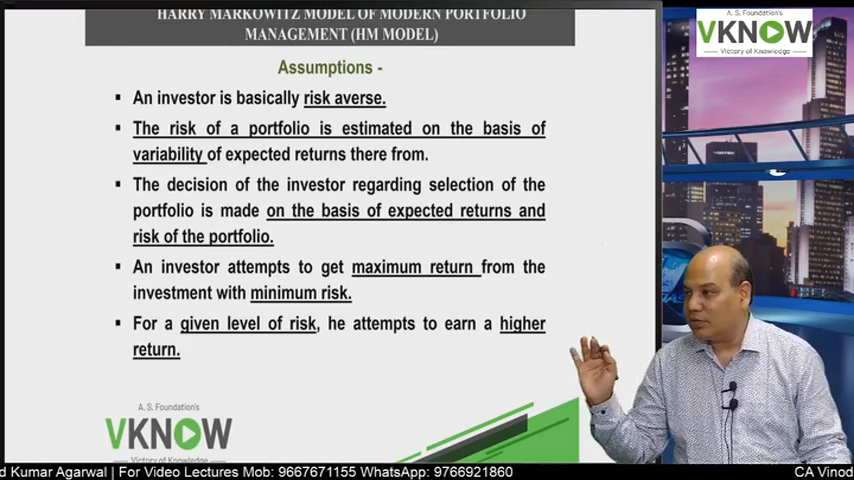 HARRY MARKOWITZ MODEL OF MODERN PORTFOLIO
MANAGEMENT (HM MODEL)
Assumptions -
▪ An investor is basically risk averse.
▪ The risk of a portfolio is estimated on the basis of
variability of expected returns there from.
▪ The decision of the investor regarding selection of the
portfolio is made on the basis of expected returns and
risk of the portfolio.
▪ An investor attempts to get maximum return from the
investment with minimum risk.
▪ For a given level of risk, he attempts to earn a higher
return.
A. S. Foundation's
VKNOW
Victory of Knowledge
A. S. Foundation's
VKNOW
Victory of Knowledge
d Kumar Agarwal | For Video Lectures Mob: 9667671155 WhatsApp: 9766921860
CA Vinod